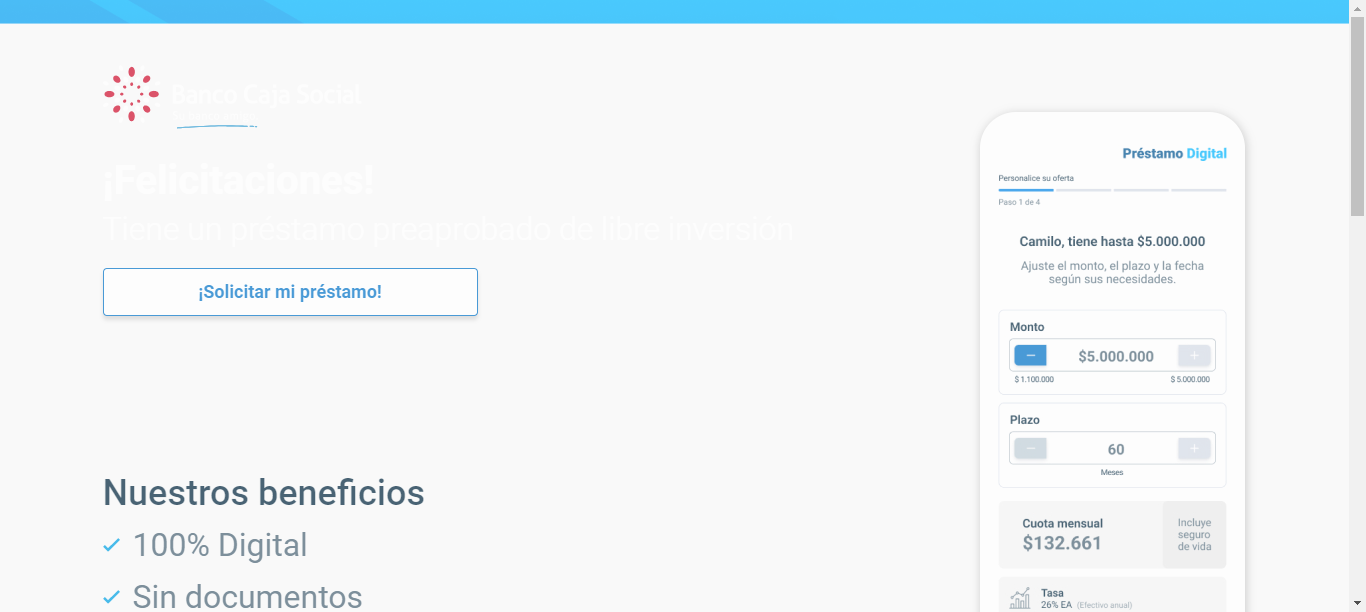 Banco Caja Social
¡Felicitaciones!
Tiene un préstamo preaprobado de libre inversión
¡Solicitar mi préstamo!
Nuestros beneficios
100% Digital
Sin documentos
Préstamo Digital
Personalice su oferta
Paso 1 de 4
Camilo, tiene hasta $5.000.000
Ajuste el monto, el plazo y la fecha
según sus necesidades.
Monto
− $5.000.000 +
$ 1.100.000 $ 5.000.000
Plazo
− 60 +
Meses
Cuota mensual
$132.661
Incluye
seguro
de vida
Tasa
26% EA (Efectivo anual)